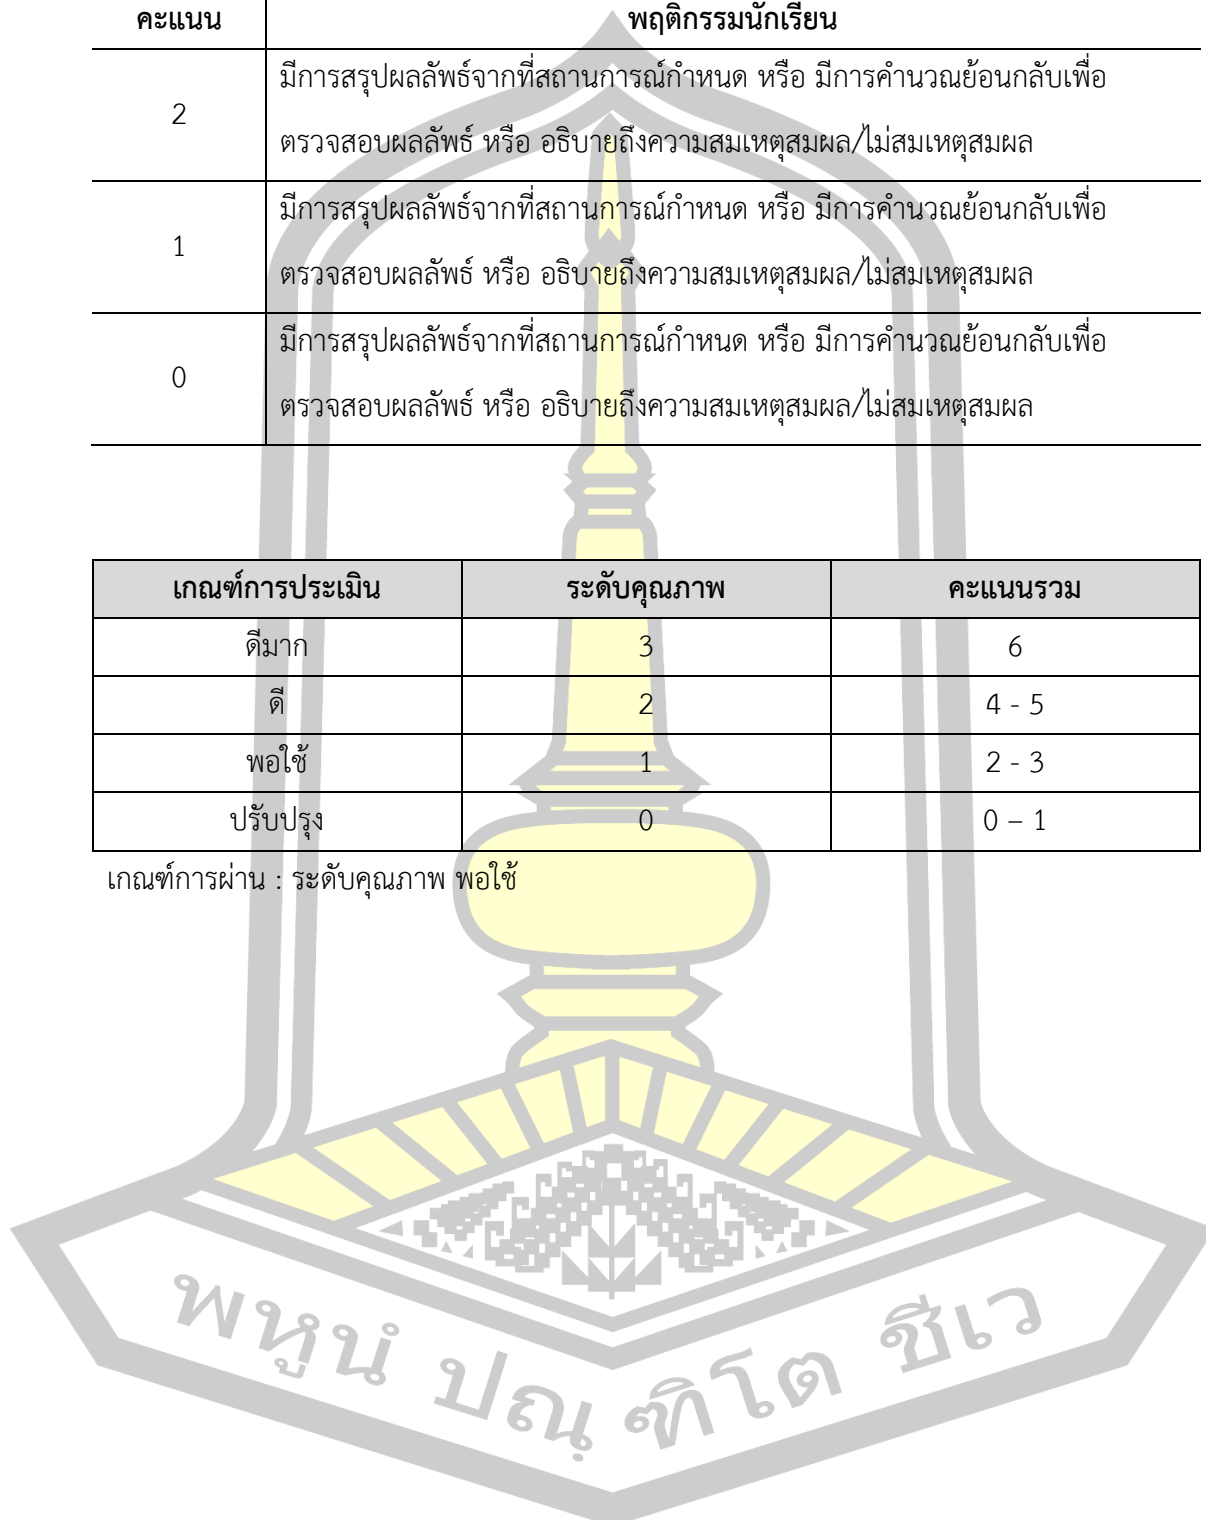 คะแนน พฤติกรรมนักเรียน
2 มีการสรุปผลลัพธ์จากที่สถานการณ์กำหนด หรือ มีการคำนวณย้อนกลับเพื่อ
ตรวจสอบผลลัพธ์ หรือ อธิบายถึงความสมเหตุสมผล/ไม่สมเหตุสมผล
1 มีการสรุปผลลัพธ์จากที่สถานการณ์กำหนด หรือ มีการคำนวณย้อนกลับเพื่อ
ตรวจสอบผลลัพธ์ หรือ อธิบายถึงความสมเหตุสมผล/ไม่สมเหตุสมผล
0 มีการสรุปผลลัพธ์จากที่สถานการณ์กำหนด หรือ มีการคำนวณย้อนกลับเพื่อ
ตรวจสอบผลลัพธ์ หรือ อธิบายถึงความสมเหตุสมผล/ไม่สมเหตุสมผล
เกณฑ์การประเมิน ระดับคุณภาพ คะแนนรวม
ดีมาก 3 6
ดี 2 4 - 5
พอใช้ 1 2 - 3
ปรับปรุง 0 0 – 1
เกณฑ์การผ่าน : ระดับคุณภาพ พอใช้
พหูนํ ปณฺฑิโต ชีเว